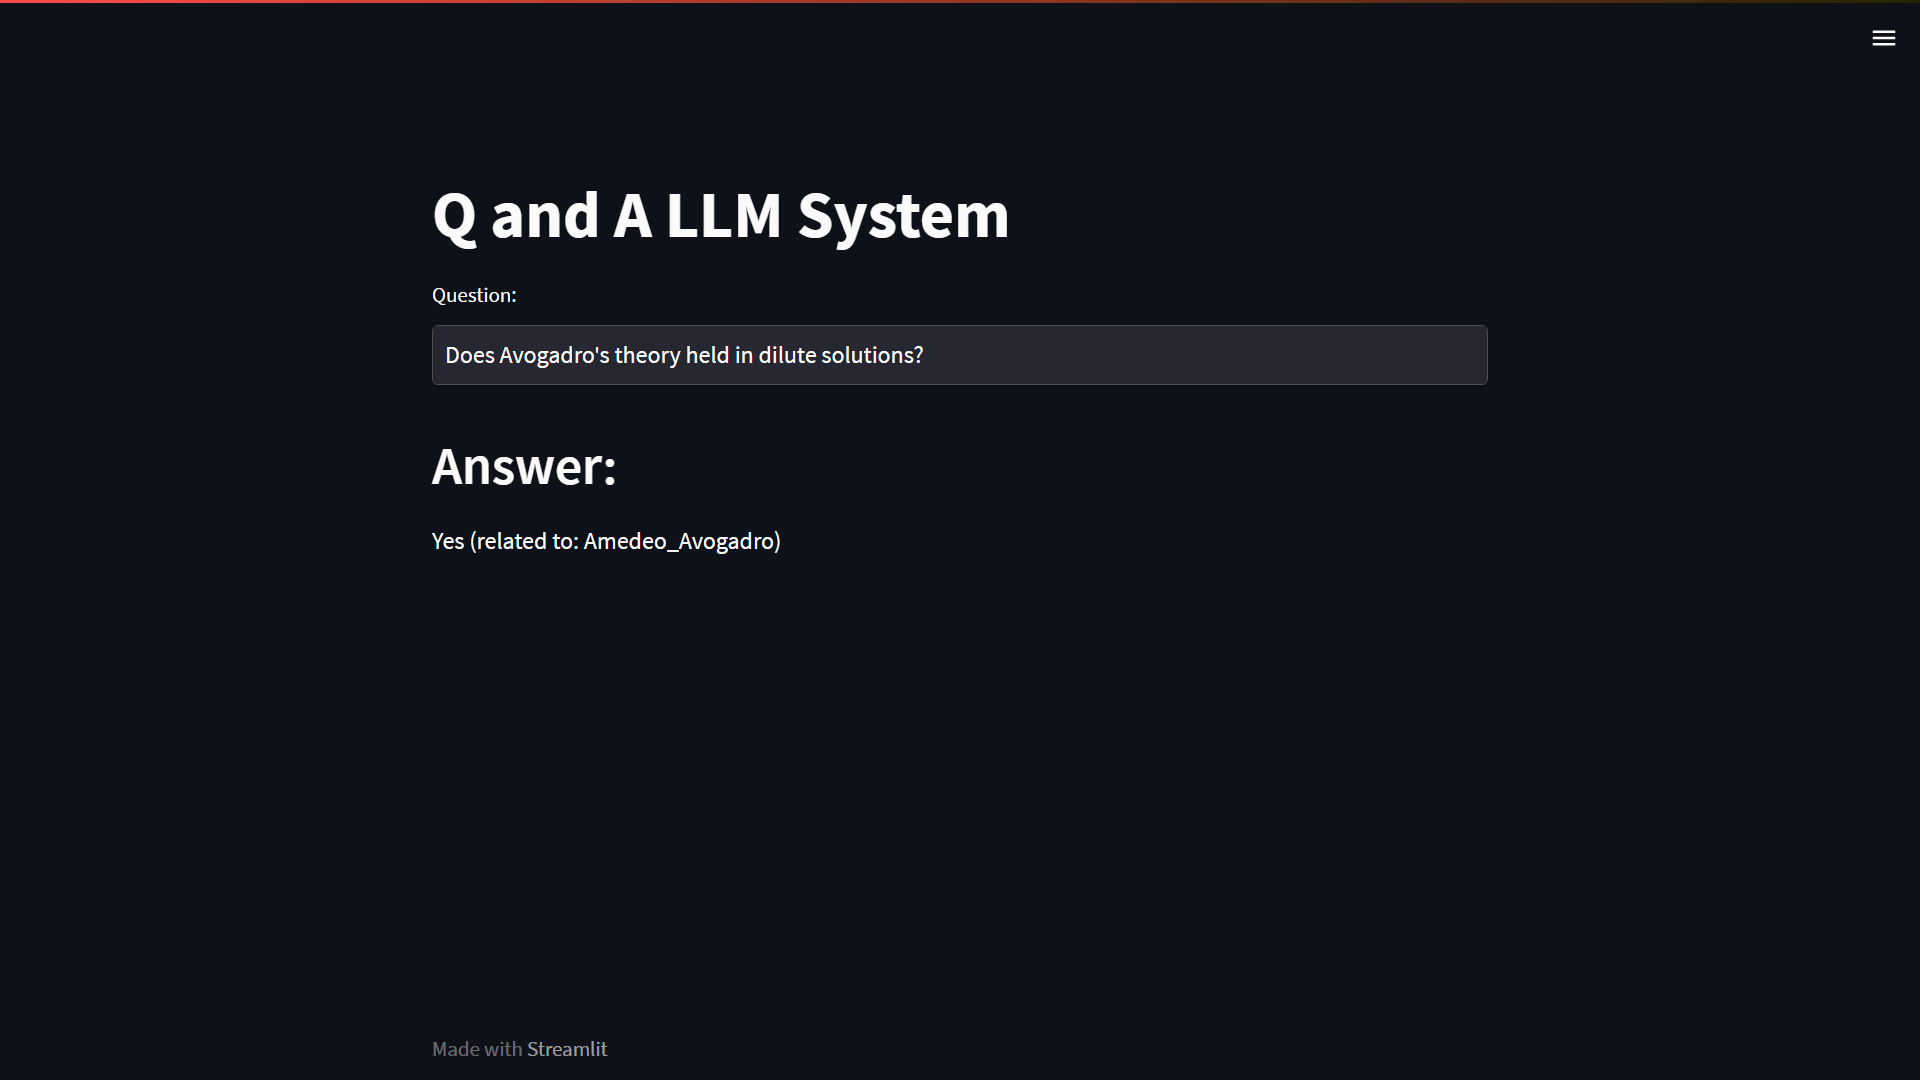 Q and A LLM System
Question:
Does Avogadro's theory held in dilute solutions?
Answer:
Yes (related to: Amedeo_Avogadro)
Made with Streamlit